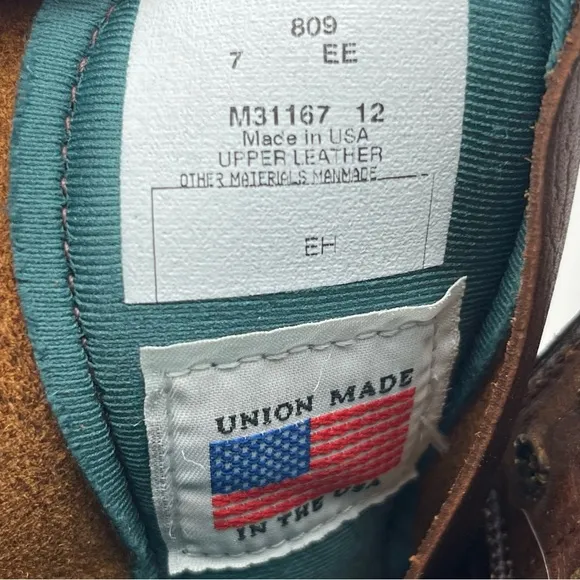 809
7 EE
M31167 12
Made in USA
UPPER LEATHER
OTHER MATERIALS MANMADE
EH
UNION MADE
IN THE USA